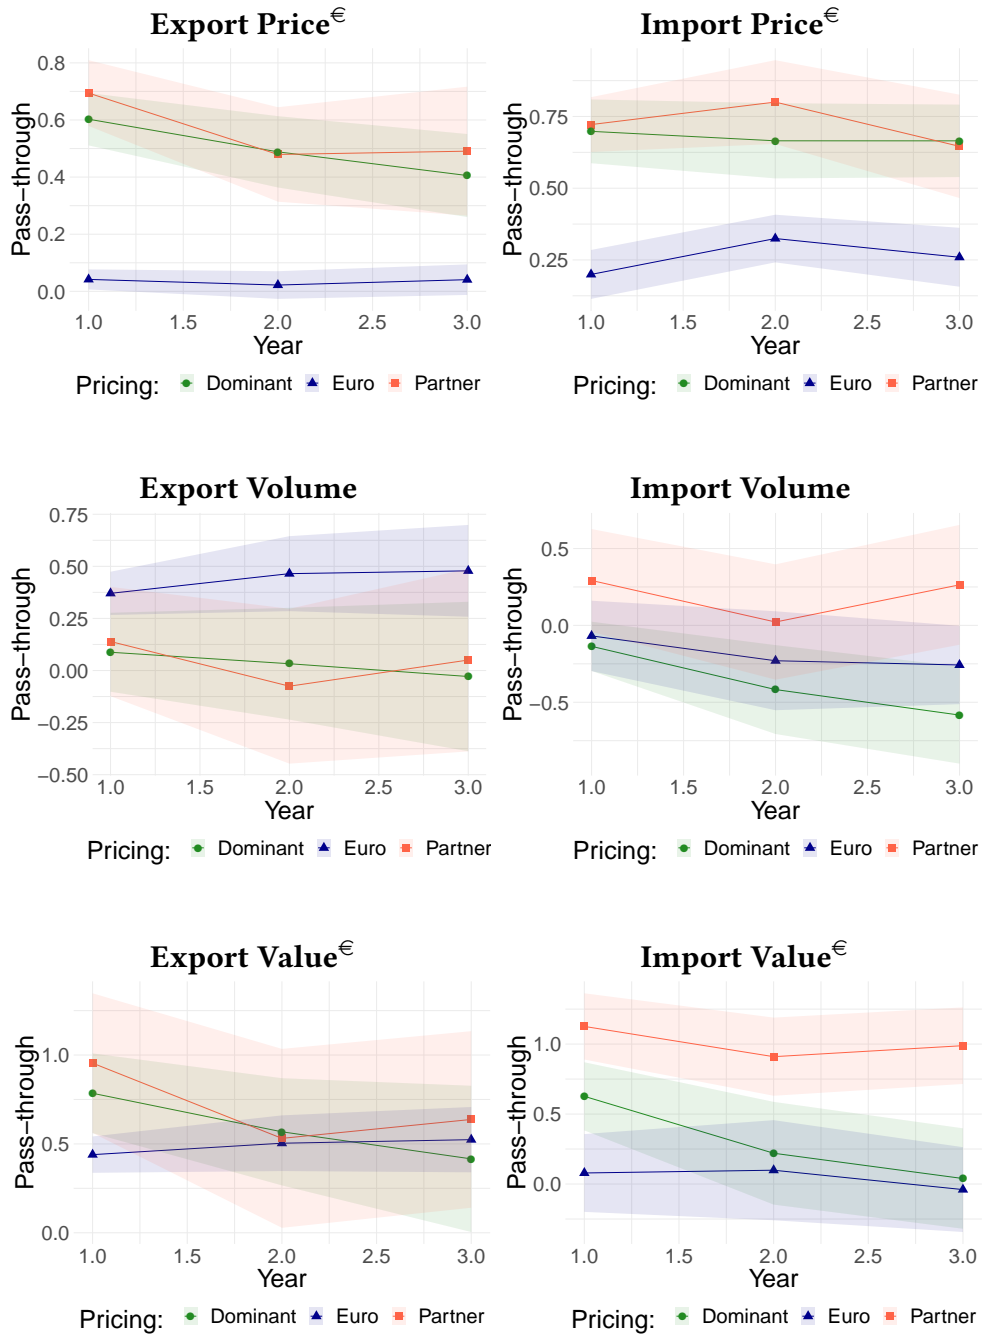 Export Price€
Import Price€
Pass−through
0.8
0.6
0.4
0.2
0.0
1.0 1.5 2.0 2.5 3.0
Year
Pricing: Dominant Euro Partner
Pass−through
0.75
0.50
0.25
1.0 1.5 2.0 2.5 3.0
Year
Pricing: Dominant Euro Partner
Export Volume
Import Volume
Pass−through
0.75
0.50
0.25
0.00
−0.25
−0.50
1.0 1.5 2.0 2.5 3.0
Year
Pricing: Dominant Euro Partner
Pass−through
0.5
0.0
−0.5
1.0 1.5 2.0 2.5 3.0
Year
Pricing: Dominant Euro Partner
Export Value€
Import Value€
Pass−through
1.0
0.5
0.0
1.0 1.5 2.0 2.5 3.0
Year
Pricing: Dominant Euro Partner
Pass−through
1.0
0.5
0.0
1.0 1.5 2.0 2.5 3.0
Year
Pricing: Dominant Euro Partner